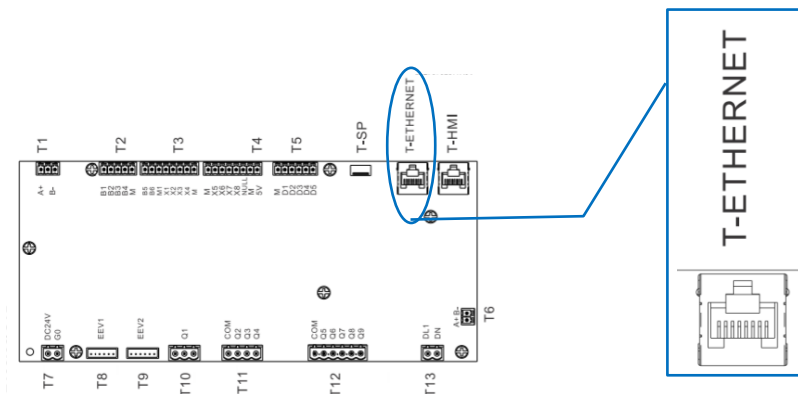 T1
T2
T3
T4
T5
T-SP
T-ETHERNET
T-HMI
A+
B-
B1
B2
B3
B4
M
B5
B6
M1
X1
X2
X3
X4
M
M
X5
X6
X7
X8
NULL
M
5V
M
D1
D2
D3
D4
D5
A+
B-
T6
DC24V
G0
EEV1
EEV2
Q1
COM
Q2
Q3
Q4
COM
Q5
Q6
Q7
Q8
Q9
DL1
DN
T7
T8
T9
T10
T11
T12
T13
T-ETHERNET